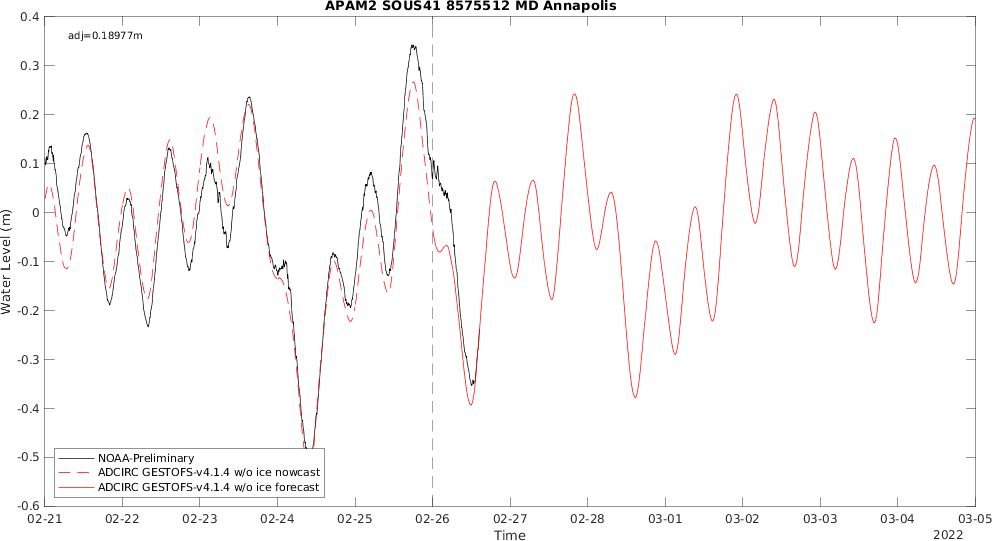 APAM2 SOUS41 8575512 MD Annapolis
adj=0.18977m
0.4
0.3
0.2
0.1
0
-0.1
-0.2
-0.3
-0.4
-0.5
-0.6
Water Level (m)
NOAA-Preliminary
ADCIRC GESTOFS-v4.1.4 w/o ice nowcast
ADCIRC GESTOFS-v4.1.4 w/o ice forecast
02-21 02-22 02-23 02-24 02-25 02-26 02-27 02-28 03-01 03-02 03-03 03-04 03-05
Time
2022